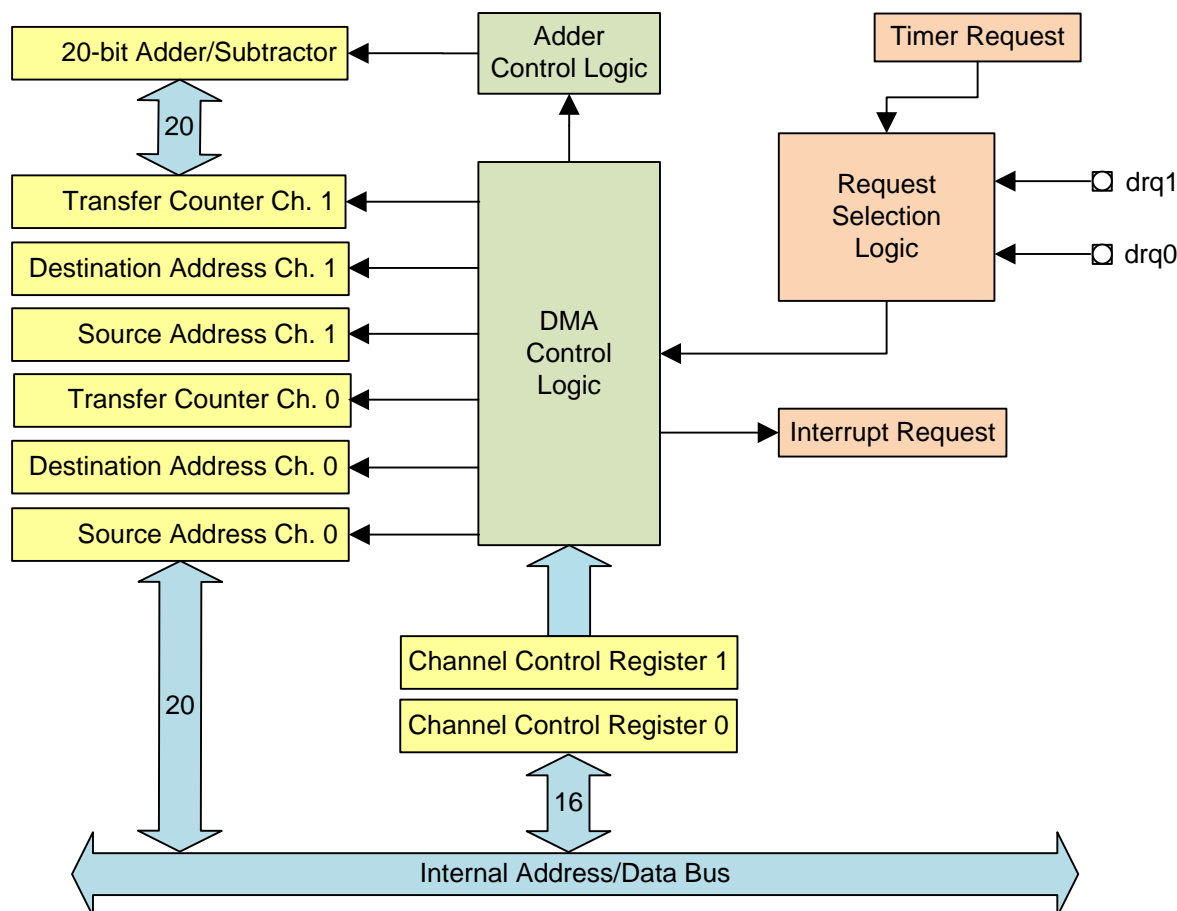 20-bit Adder/Subtractor
Adder
Control Logic
Timer Request
20
Transfer Counter Ch. 1
Destination Address Ch. 1
Source Address Ch. 1
Transfer Counter Ch. 0
Destination Address Ch. 0
Source Address Ch. 0
DMA
Control
Logic
Request
Selection
Logic
drq1
drq0
Interrupt Request
Channel Control Register 1
Channel Control Register 0
20
16
Internal Address/Data Bus